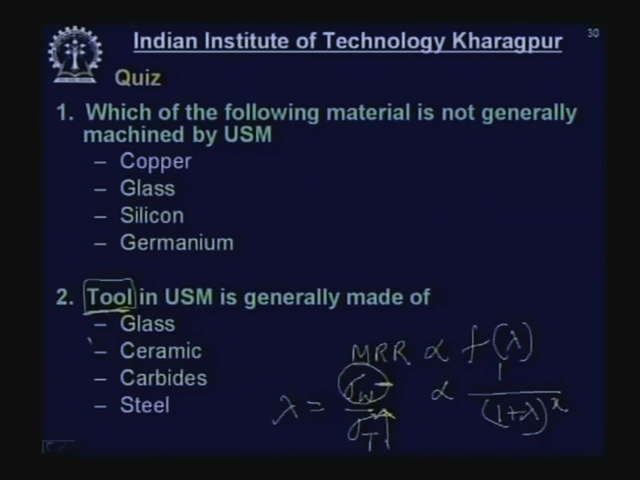 Indian Institute of Technology Kharagpur
30
Quiz
1. Which of the following material is not generally
machined by USM
– Copper
– Glass
– Silicon
– Germanium
2. Tool in USM is generally made of
– Glass
– Ceramic
– Carbides
– Steel
MRR ∝ f(λ)
λ = σw / σT ∝ 1 / (1+λ)^x